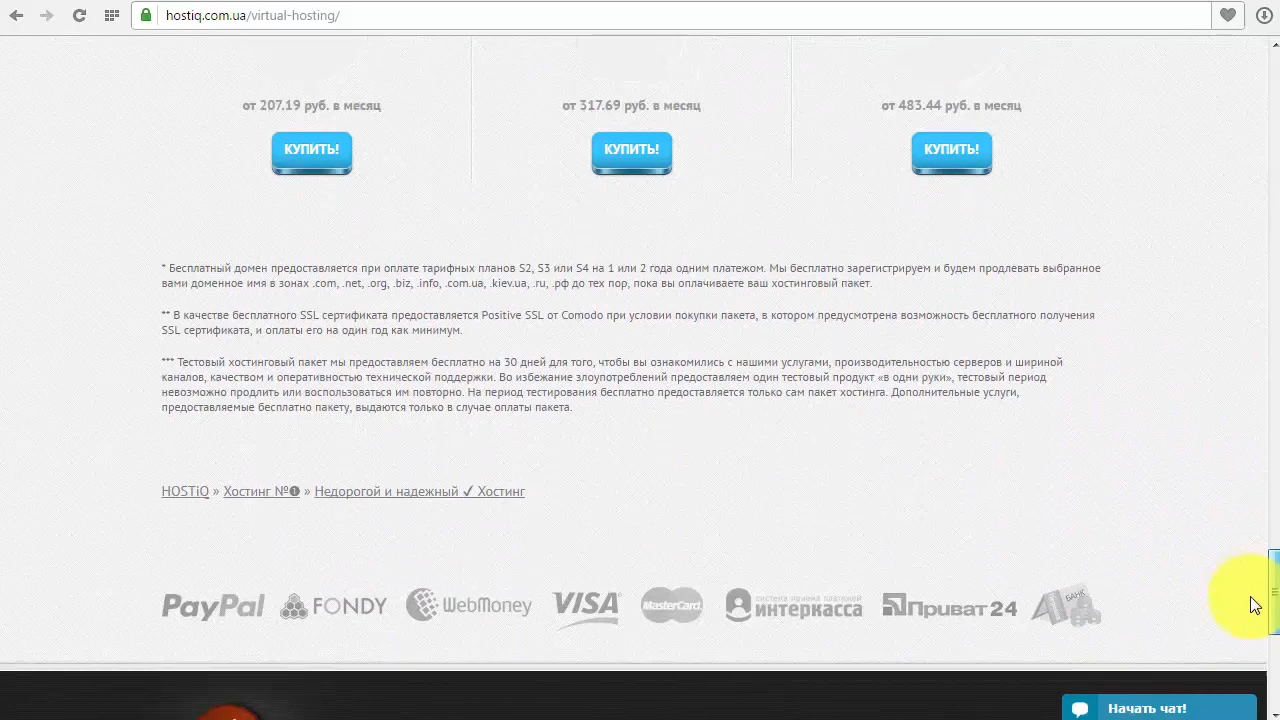 hostiq.com.ua/virtual-hosting/
от 207.19 руб. в месяц от 317.69 руб. в месяц от 483.44 руб. в месяц
КУПИТЬ! КУПИТЬ! КУПИТЬ!
* Бесплатный домен предоставляется при оплате тарифных планов S2, S3 или S4 на 1 или 2 года одним платежом. Мы бесплатно зарегистрируем и будем продлевать выбранное
вами доменное имя в зонах .com, .net, .org, .biz, .info, .com.ua, .kiev.ua, .ru, .рф до тех пор, пока вы оплачиваете ваш хостинговый пакет.
** В качестве бесплатного SSL сертификата предоставляется Positive SSL от Comodo при условии покупки пакета, в котором предусмотрена возможность бесплатного получения
SSL сертификата, и оплаты его на один год как минимум.
*** Тестовый хостинговый пакет мы предоставляем бесплатно на 30 дней для того, чтобы вы ознакомились с нашими услугами, производительностью серверов и шириной
каналов, качеством и оперативностью технической поддержки. Во избежание злоупотреблений предоставляем один тестовый продукт «в одни руки», тестовый период
невозможно продлить или воспользоваться им повторно. На период тестирования бесплатно предоставляется только сам пакет хостинга. Дополнительные услуги,
предоставляемые бесплатно пакету, выдаются только в случае оплаты пакета.
HOSTiQ » Хостинг №❶ » Недорогой и надежный ✓ Хостинг
PayPal FONDY WebMoney VISA MasterCard система приема платежей интеркасса Приват 24 БАНК
Начать чат!